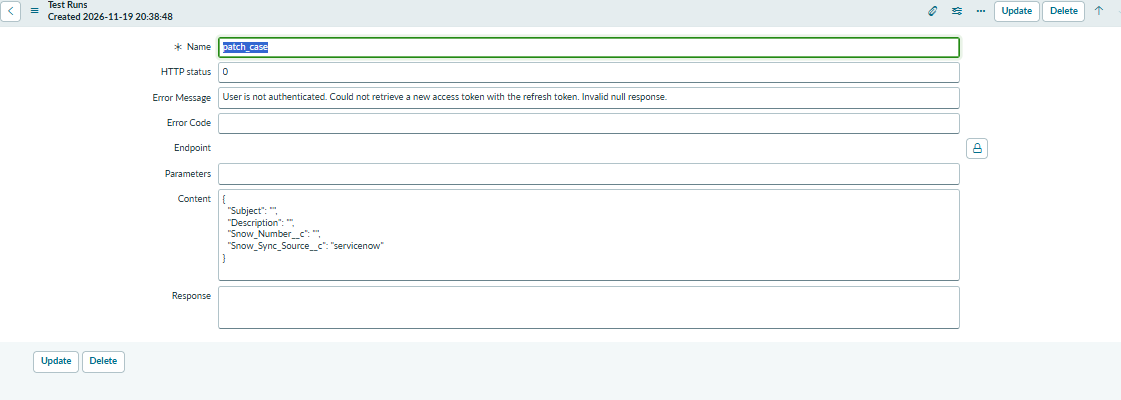 Test Runs
Created 2026-11-19 20:38:48
Update
Delete
Name patch_case
HTTP status 0
Error Message User is not authenticated. Could not retrieve a new access token with the refresh token. Invalid null response.
Error Code
Endpoint
Parameters
Content {
"Subject": "",
"Description": "",
"Snow_Number__c": "",
"Snow_Sync_Source__c": "servicenow"
}
Response
Update
Delete